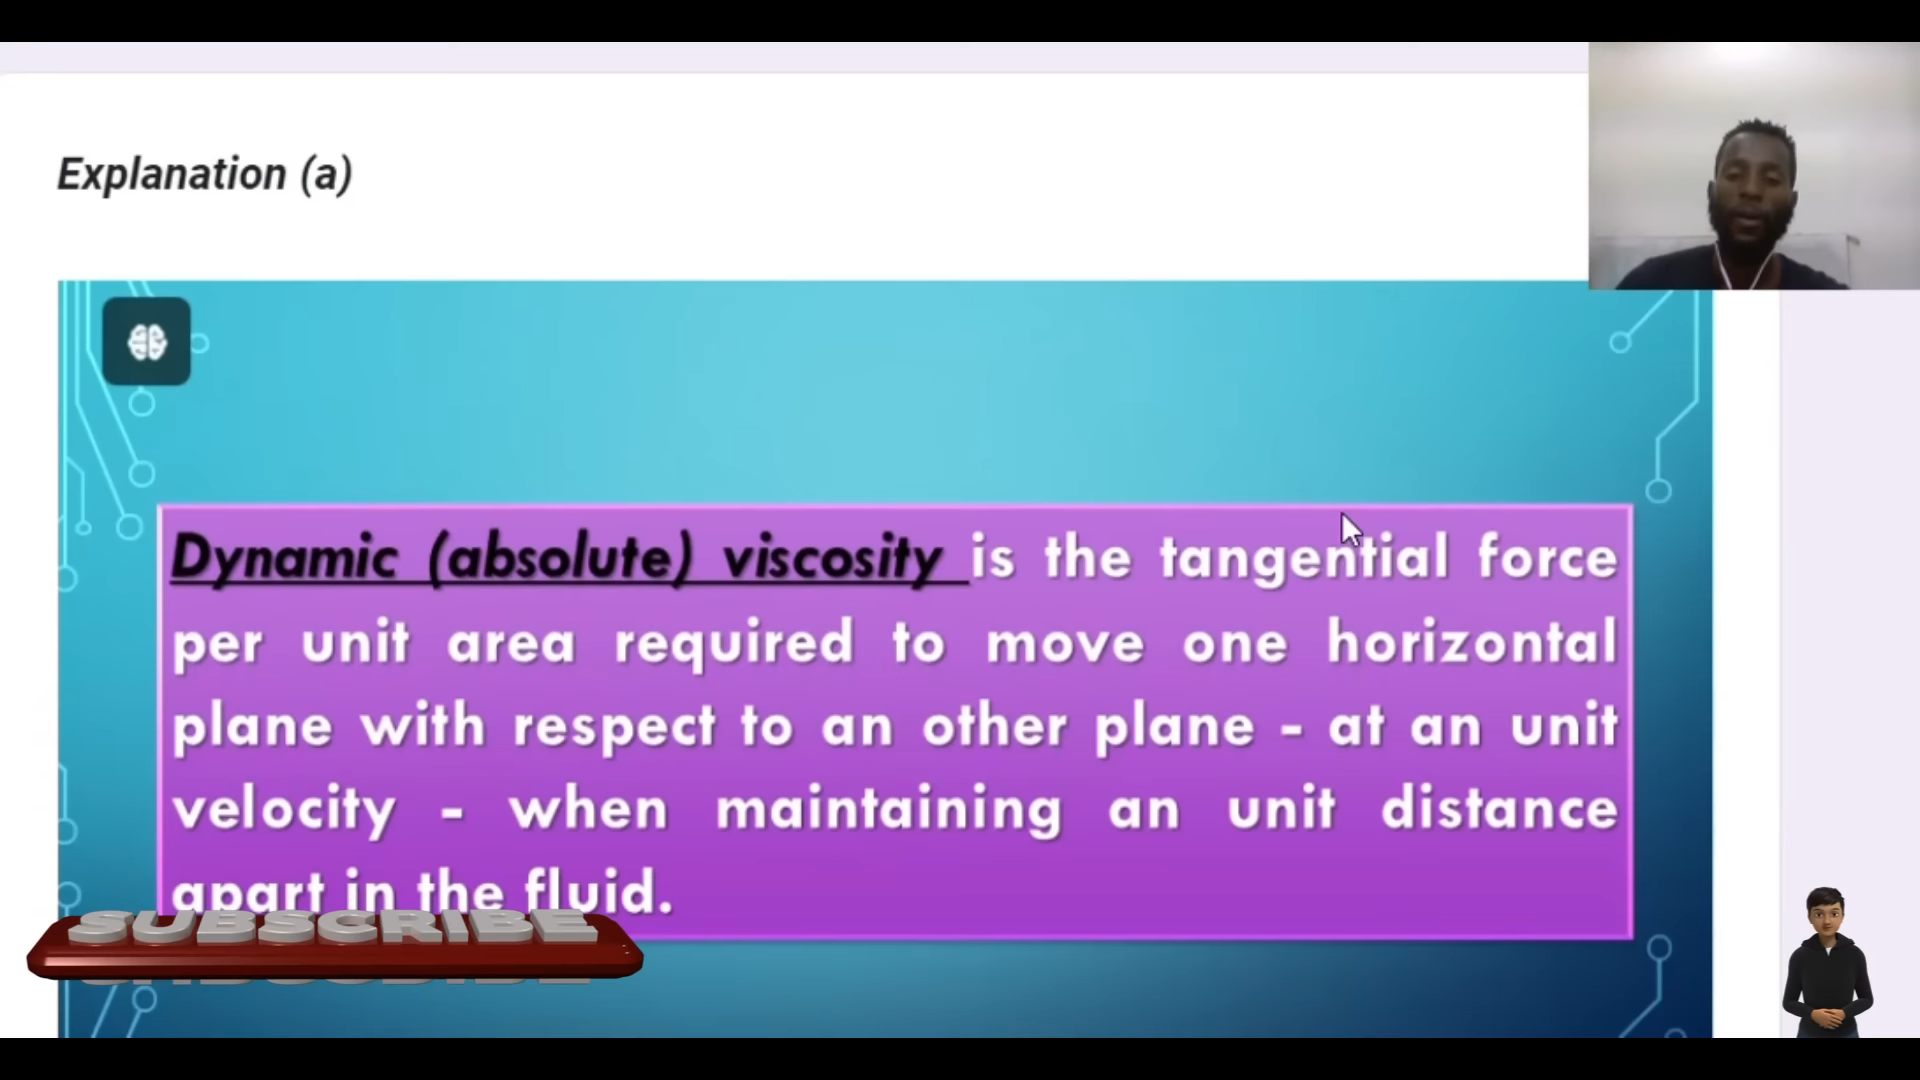 Explanation (a)
Dynamic (absolute) viscosity is the tangential force
per unit area required to move one horizontal
plane with respect to an other plane - at an unit
velocity - when maintaining an unit distance
apart in the fluid.
SUBSCRIBE